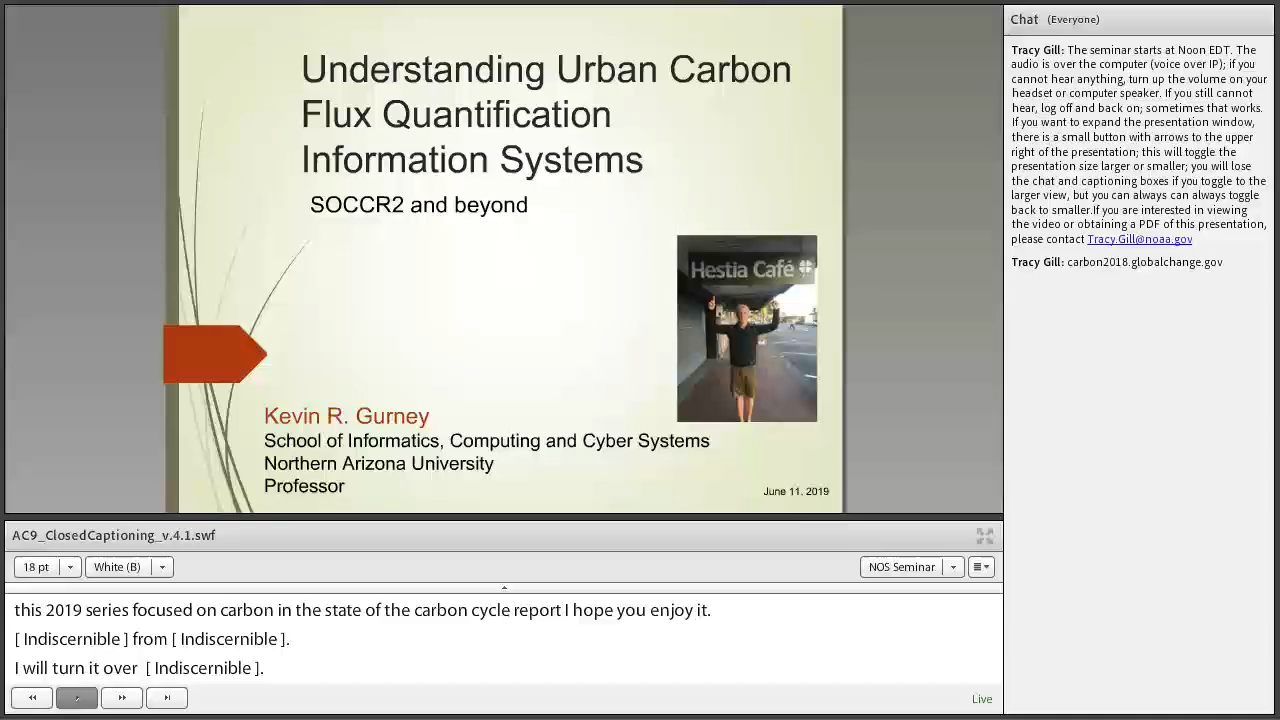 Understanding Urban Carbon
Flux Quantification
Information Systems
SOCCR2 and beyond
Hestia Café
Kevin R. Gurney
School of Informatics, Computing and Cyber Systems
Northern Arizona University
Professor
June 11, 2019
Chat (Everyone)
Tracy Gill: The seminar starts at Noon EDT. The
audio is over the computer (voice over IP); if you
cannot hear anything, turn up the volume on your
headset or computer speaker. If you still cannot
hear, log off and back on; sometimes that works.
If you want to expand the presentation window,
there is a small button with arrows to the upper
right of the presentation; this will toggle the
presentation size larger or smaller; you will lose
the chat and captioning boxes if you toggle to the
larger view, but you can always can always toggle
back to smaller.If you are interested in viewing
the video or obtaining a PDF of this presentation,
please contact Tracy.Gill@noaa.gov
Tracy Gill: carbon2018.globalchange.gov
AC9_ClosedCaptioning_v.4.1.swf
18 pt White (B) NOS Seminar
this 2019 series focused on carbon in the state of the carbon cycle report I hope you enjoy it.
[ Indiscernible ] from [ Indiscernible ].
I will turn it over [ Indiscernible ].
Live